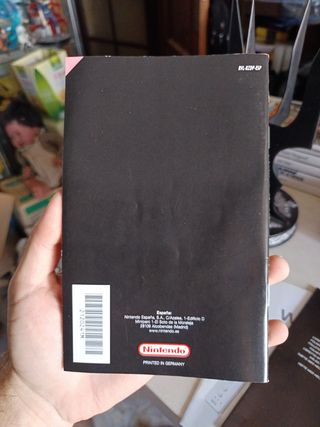 España:
Nintendo España, S.A., C/Azalea, 1-Edificio D
Miniparc 1-El Soto de la Moraleja
28109 Alcobendas (Madrid)
www.nintendo.es
Nintendo
PRINTED IN GERMANY